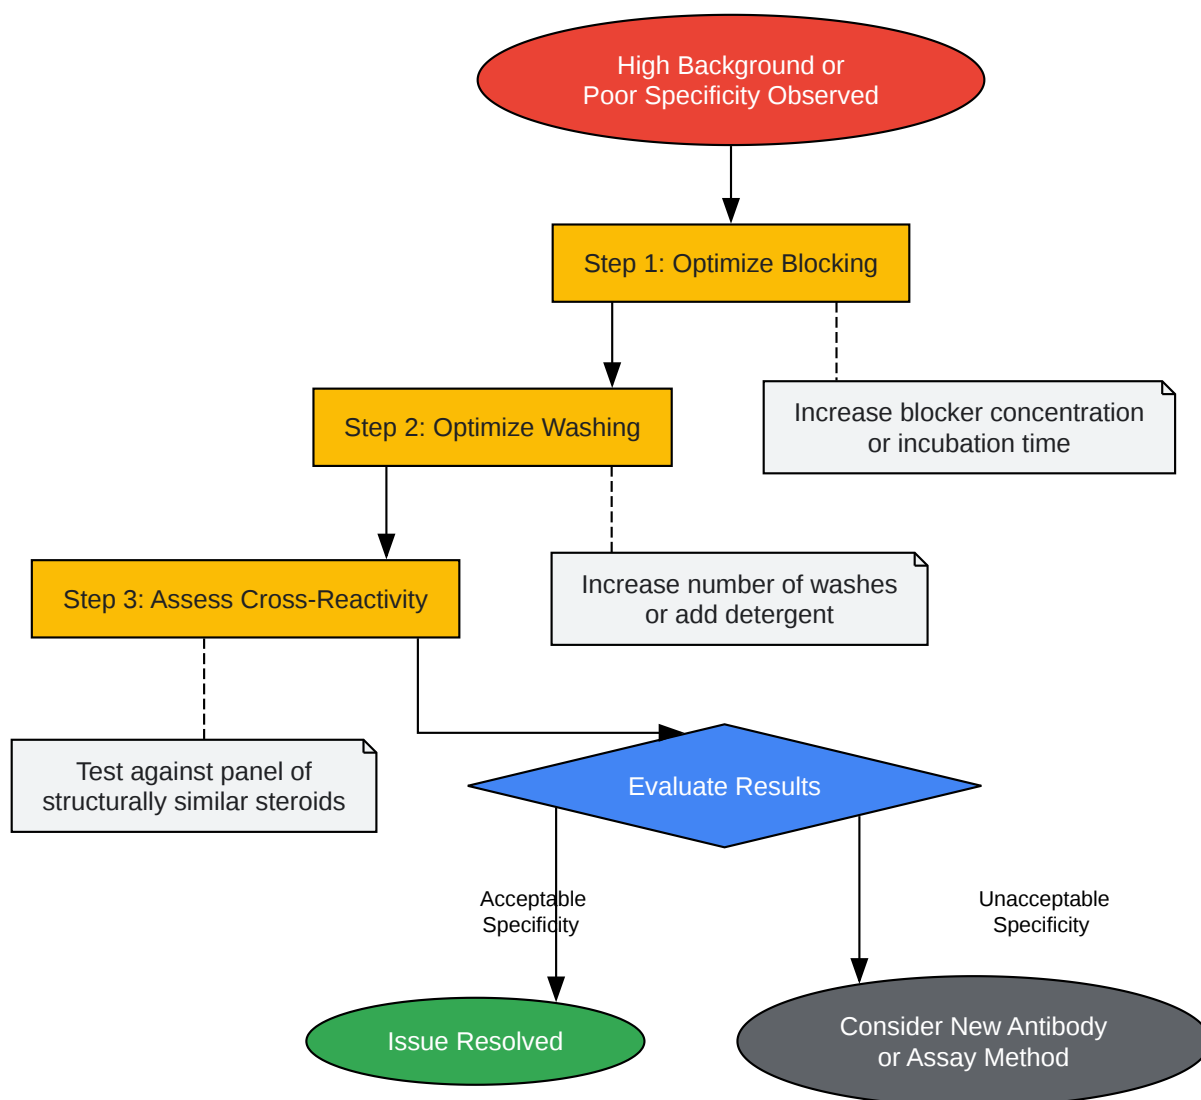 High Background or
Poor Specificity Observed
Step 1: Optimize Blocking
Increase blocker concentration
or incubation time
Step 2: Optimize Washing
Increase number of washes
or add detergent
Step 3: Assess Cross-Reactivity
Test against panel of
structurally similar steroids
Evaluate Results
Acceptable
Specificity
Unacceptable
Specificity
Issue Resolved
Consider New Antibody
or Assay Method